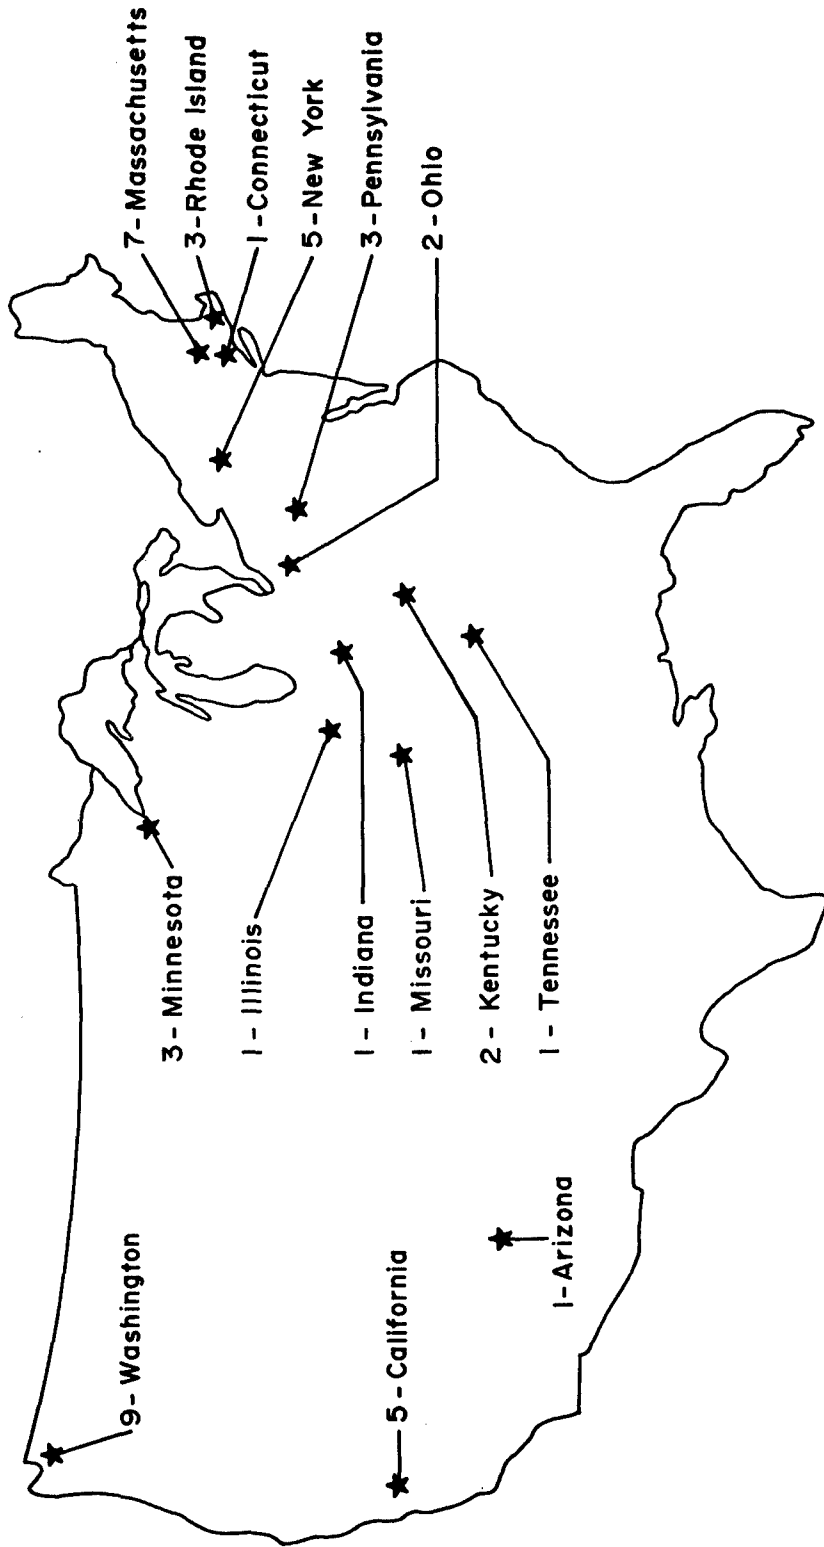 9-Washington
5-California
1-Arizona
3-Minnesota
1-Illinois
1-Indiana
1-Missouri
2-Kentucky
1-Tennessee
7-Massachusetts
3-Rhode Island
1-Connecticut
5-New York
3-Pennsylvania
2-Ohio